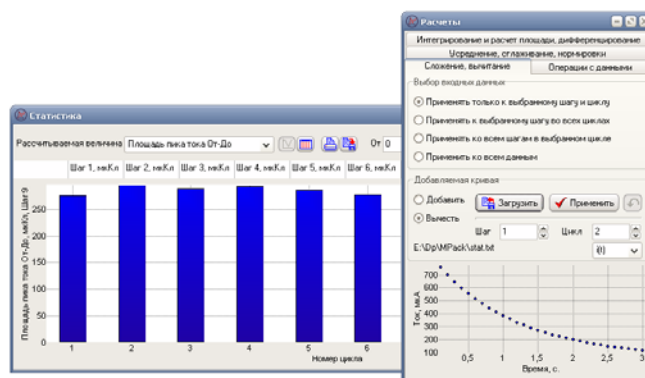 Расчеты
Интегрирование и расчет площади, дифференцирование
Усреднение, сглаживание, нормировки
Сложение, вычитание
Операции с данными
Выбор входных данных
Применять только к выбранному шагу и циклу
Применять к выбранному шагу во всех циклах
Применять ко всем шагам в выбранном цикле
Применить ко всем данным
Добавляемая кривая
Добавить
Загрузить
Применить
Вычесть
Шаг 1
Цикл 2
E:\Dp\MPack\stat.txt
i(t)
Ток, мкА
700
600
500
400
300
200
100
0,5 1 1,5 2 2,5 3
Время, с.
Статистика
Рассчитываемая величина Площадь пика тока От-До
От 0
Шаг 1, мкКл Шаг 2, мкКл Шаг 3, мкКл Шаг 4, мкКл Шаг 5, мкКл Шаг 6, мкКл
Площадь пика тока От-До, мкКл, Шаг 9
250
200
150
100
50
0
1 2 3 4 5 6
Номер цикла